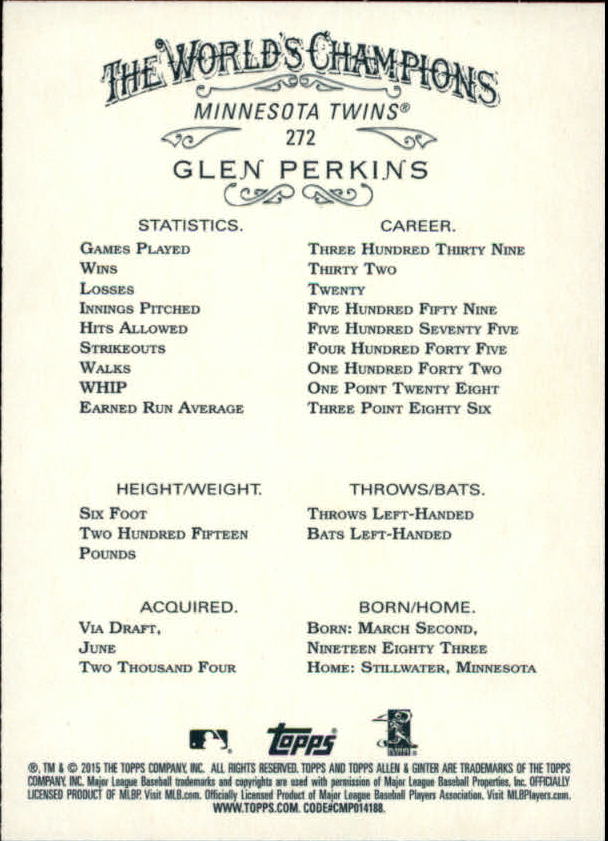 THE WORLD'S CHAMPIONS
MINNESOTA TWINS®
272
GLEN PERKINS
STATISTICS. CAREER.
GAMES PLAYED THREE HUNDRED THIRTY NINE
WINS THIRTY TWO
LOSSES TWENTY
INNINGS PITCHED FIVE HUNDRED FIFTY NINE
HITS ALLOWED FIVE HUNDRED SEVENTY FIVE
STRIKEOUTS FOUR HUNDRED FORTY FIVE
WALKS ONE HUNDRED FORTY TWO
WHIP ONE POINT TWENTY EIGHT
EARNED RUN AVERAGE THREE POINT EIGHTY SIX
HEIGHT/WEIGHT.
SIX FOOT
TWO HUNDRED FIFTEEN
POUNDS
THROWS/BATS.
THROWS LEFT-HANDED
BATS LEFT-HANDED
ACQUIRED.
VIA DRAFT,
JUNE
TWO THOUSAND FOUR
BORN/HOME.
BORN: MARCH SECOND,
NINETEEN EIGHTY THREE
HOME: STILLWATER, MINNESOTA
topps®
®, TM & © 2015 THE TOPPS COMPANY, INC. ALL RIGHTS RESERVED. TOPPS AND TOPPS ALLEN & GINTER ARE TRADEMARKS OF THE TOPPS
COMPANY, INC. Major League Baseball trademarks and copyrights are used with permission of Major League Baseball Properties, Inc. OFFICIALLY
LICENSED PRODUCT OF MLBP. Visit MLB.com. Officially Licensed Product of Major League Baseball Players Association. Visit MLBPlayers.com.
WWW.TOPPS.COM. CODE#CMP014188.